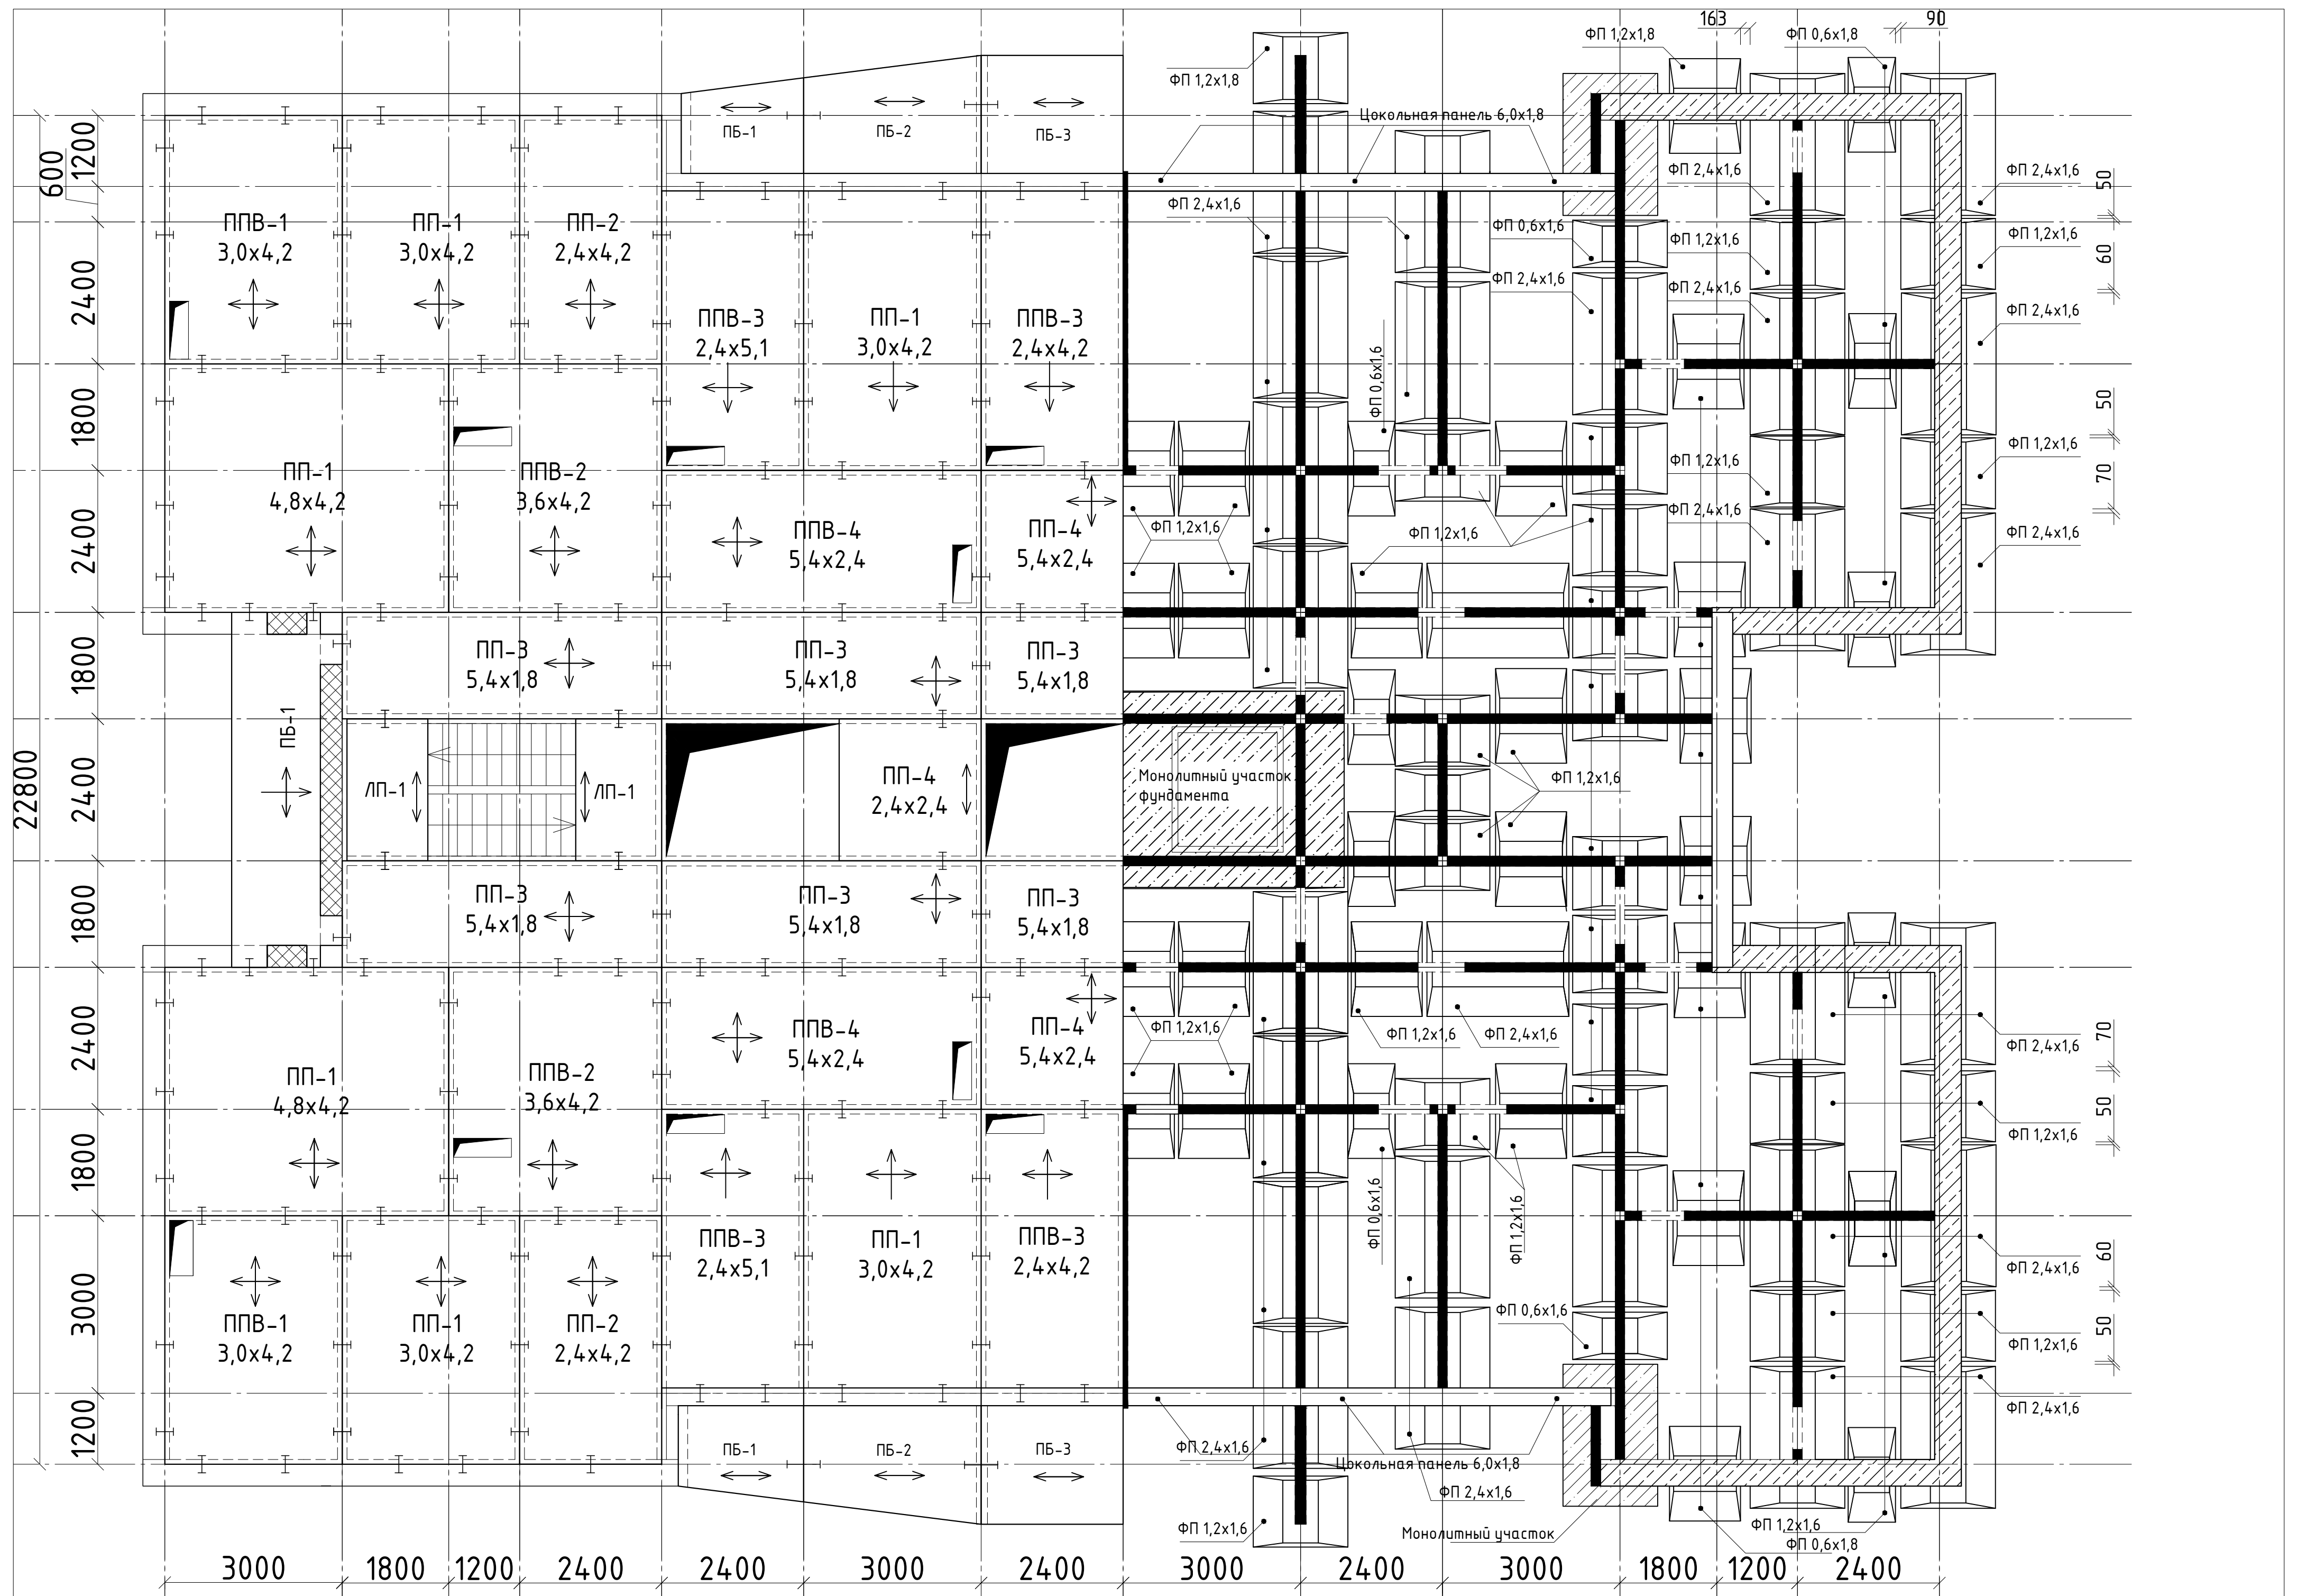 ФП 1,2х1,8
163
ФП 0,6х1,8
90
ФП 1,2х1,8
1200
600
2400
1800
2400
1800
22800
2400
1800
2400
1800
3000
1200
ПБ-1
ПБ-2
ПБ-3
Цокольная панель 6,0х1,8
ППВ-1
3,0х4,2
ПП-1
3,0х4,2
ПП-2
2,4х4,2
ППВ-3
2,4х5,1
ПП-1
3,0х4,2
ППВ-3
2,4х4,2
ФП 2,4х1,6
ФП 0,6х1,6
ФП 2,4х1,6
ФП 0,6х1,6
ФП 2,4х1,6
ФП 1,2х1,6
ФП 2,4х1,6
ФП 1,2х1,6
ФП 2,4х1,6
ФП 2,4х1,6
ФП 1,2х1,6
ФП 2,4х1,6
ФП 1,2х1,6
ФП 2,4х1,6
50
60
50
70
ПП-1
4,8х4,2
ППВ-2
3,6х4,2
ППВ-4
5,4х2,4
ПП-4
5,4х2,4
ФП 1,2х1,6
ФП 1,2х1,6
ПП-3
5,4х1,8
ПП-3
5,4х1,8
ПП-3
5,4х1,8
ПБ-1
ЛП-1
ЛП-1
ПП-4
2,4х2,4
Монолитный участок
фундамента
ФП 1,2х1,6
ПП-3
5,4х1,8
ПП-3
5,4х1,8
ПП-3
5,4х1,8
ПП-1
4,8х4,2
ППВ-2
3,6х4,2
ППВ-4
5,4х2,4
ПП-4
5,4х2,4
ФП 1,2х1,6
ФП 1,2х1,6
ФП 2,4х1,6
ФП 2,4х1,6
ФП 1,2х1,6
ФП 2,4х1,6
ФП 1,2х1,6
ФП 2,4х1,6
70
50
60
50
ППВ-3
2,4х5,1
ПП-1
3,0х4,2
ППВ-3
2,4х4,2
ФП 0,6х1,6
ФП 1,2х1,6
ФП 0,6х1,6
ППВ-1
3,0х4,2
ПП-1
3,0х4,2
ПП-2
2,4х4,2
ПБ-1
ПБ-2
ПБ-3
ФП 2,4х1,6
Цокольная панель 6,0х1,8
ФП 2,4х1,6
ФП 1,2х1,6
Монолитный участок
ФП 1,2х1,6
ФП 0,6х1,8
3000
1800
1200
2400
2400
3000
2400
3000
2400
3000
1800
1200
2400